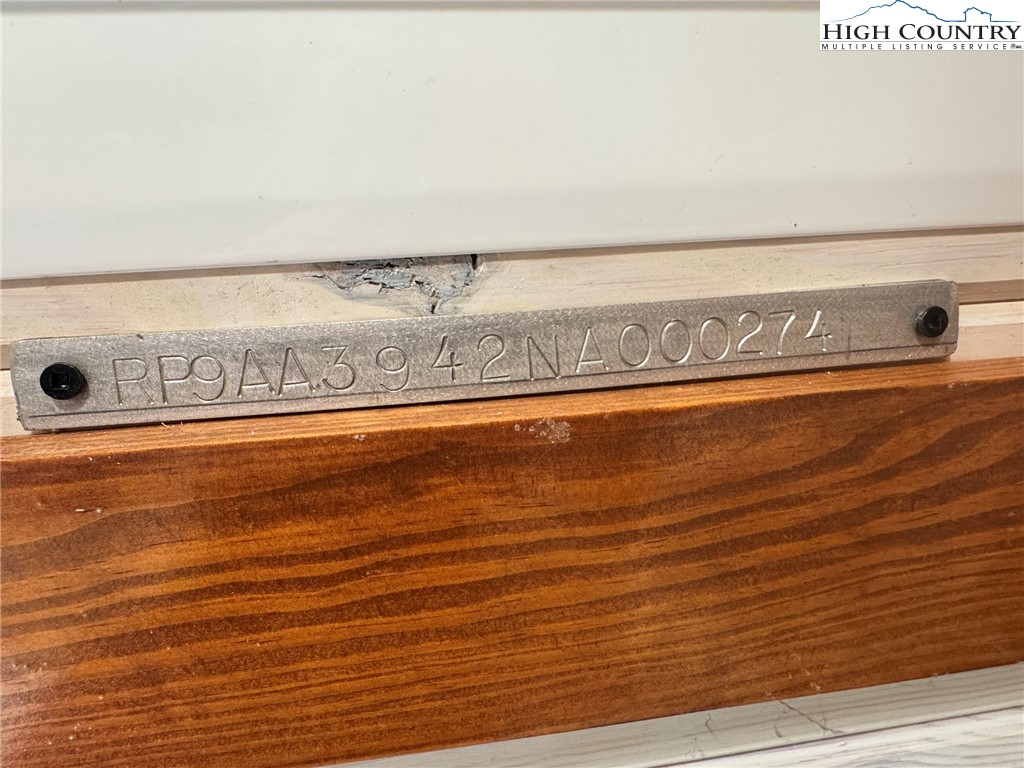 HIGH COUNTRY
MULTIPLE LISTING SERVICE
RP9AA3942NA000274